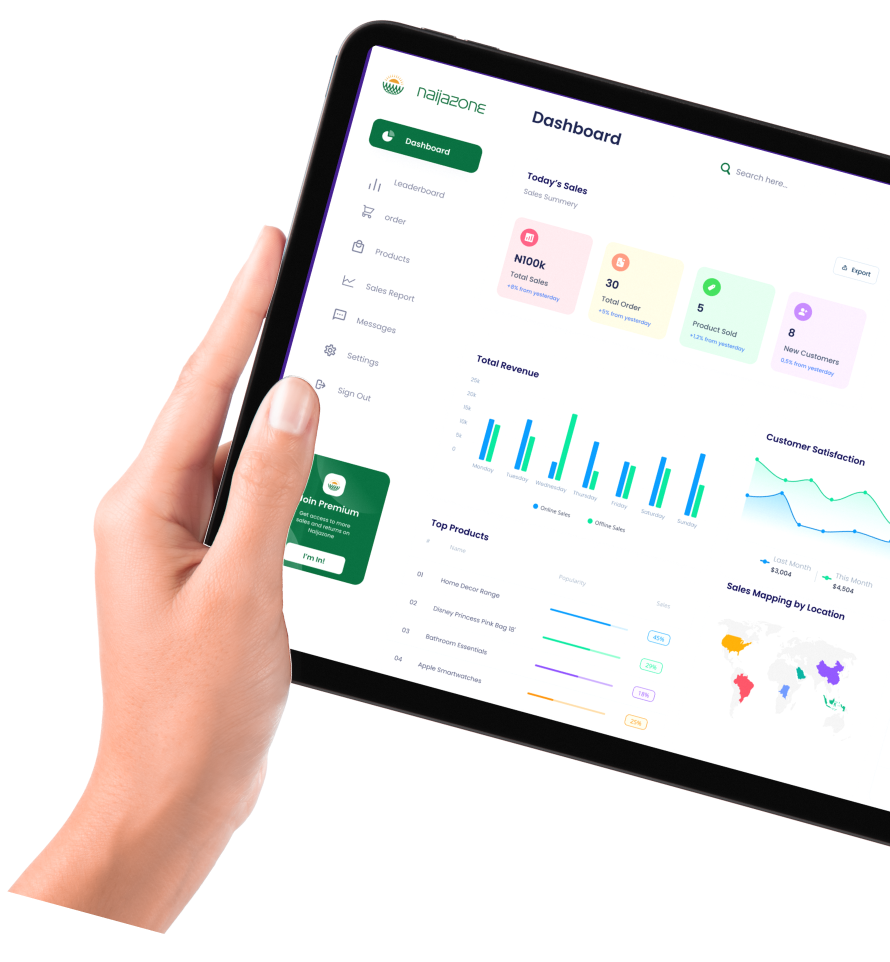 naijazone
Dashboard
Search here...
Dashboard
Leaderboard
order
Products
Sales Report
Messages
Settings
Sign Out
Join Premium
Get access to more
sales and returns on
Naijazone
I'm In!
Today's Sales
Sales Summery
Export
N100k
Total Sales
+8% from yesterday
30
Total Order
+5% from yesterday
5
Product Sold
+1,2% from yesterday
8
New Customers
0,5% from yesterday
Total Revenue
25k
20k
15k
10k
5k
0
Monday
Tuesday
Wednesday
Thursday
Friday
Saturday
Sunday
Online Sales
Offline Sales
Customer Satisfaction
Last Month
$3,004
This Month
$4,504
Top Products
#
Name
Popularity
Sales
01
Home Decor Range
45%
02
Disney Princess Pink Bag 18'
29%
03
Bathroom Essentials
18%
04
Apple Smartwatches
25%
Sales Mapping by Location